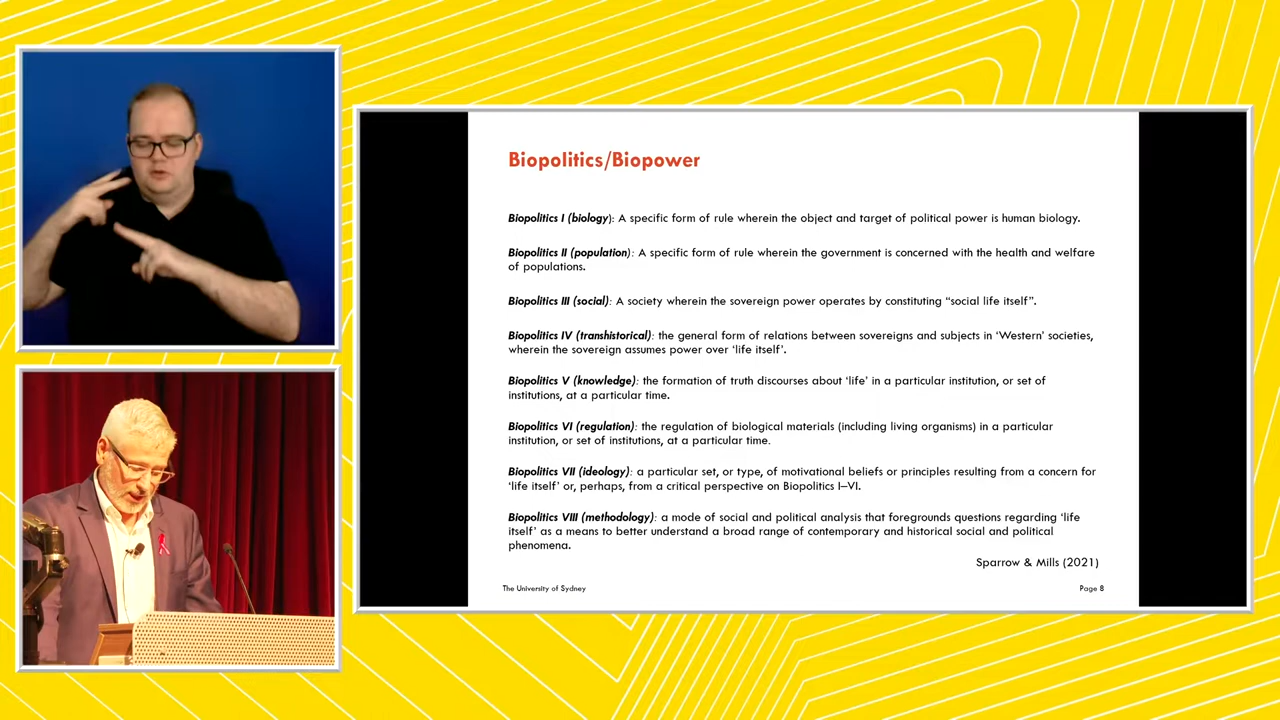 Biopolitics/Biopower
Biopolitics I (biology): A specific form of rule wherein the object and target of political power is human biology.
Biopolitics II (population): A specific form of rule wherein the government is concerned with the health and welfare
of populations.
Biopolitics III (social): A society wherein the sovereign power operates by constituting “social life itself”.
Biopolitics IV (transhistorical): the general form of relations between sovereigns and subjects in ‘Western’ societies,
wherein the sovereign assumes power over ‘life itself’.
Biopolitics V (knowledge): the formation of truth discourses about ‘life’ in a particular institution, or set of
institutions, at a particular time.
Biopolitics VI (regulation): the regulation of biological materials (including living organisms) in a particular
institution, or set of institutions, at a particular time.
Biopolitics VII (ideology): a particular set, or type, of motivational beliefs or principles resulting from a concern for
‘life itself’ or, perhaps, from a critical perspective on Biopolitics I–VI.
Biopolitics VIII (methodology): a mode of social and political analysis that foregrounds questions regarding ‘life
itself’ as a means to better understand a broad range of contemporary and historical social and political
phenomena.
Sparrow & Mills (2021)
The University of Sydney
Page 8